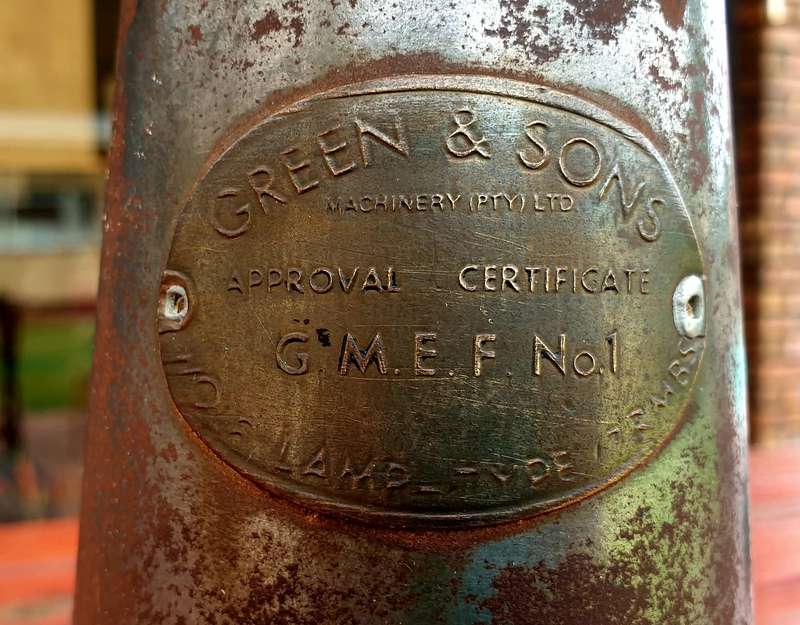 GREEN & SONS
MACHINERY (PTY) LTD.
APPROVAL CERTIFICATE
G.M.E.F. No.1
LAMP TYPE